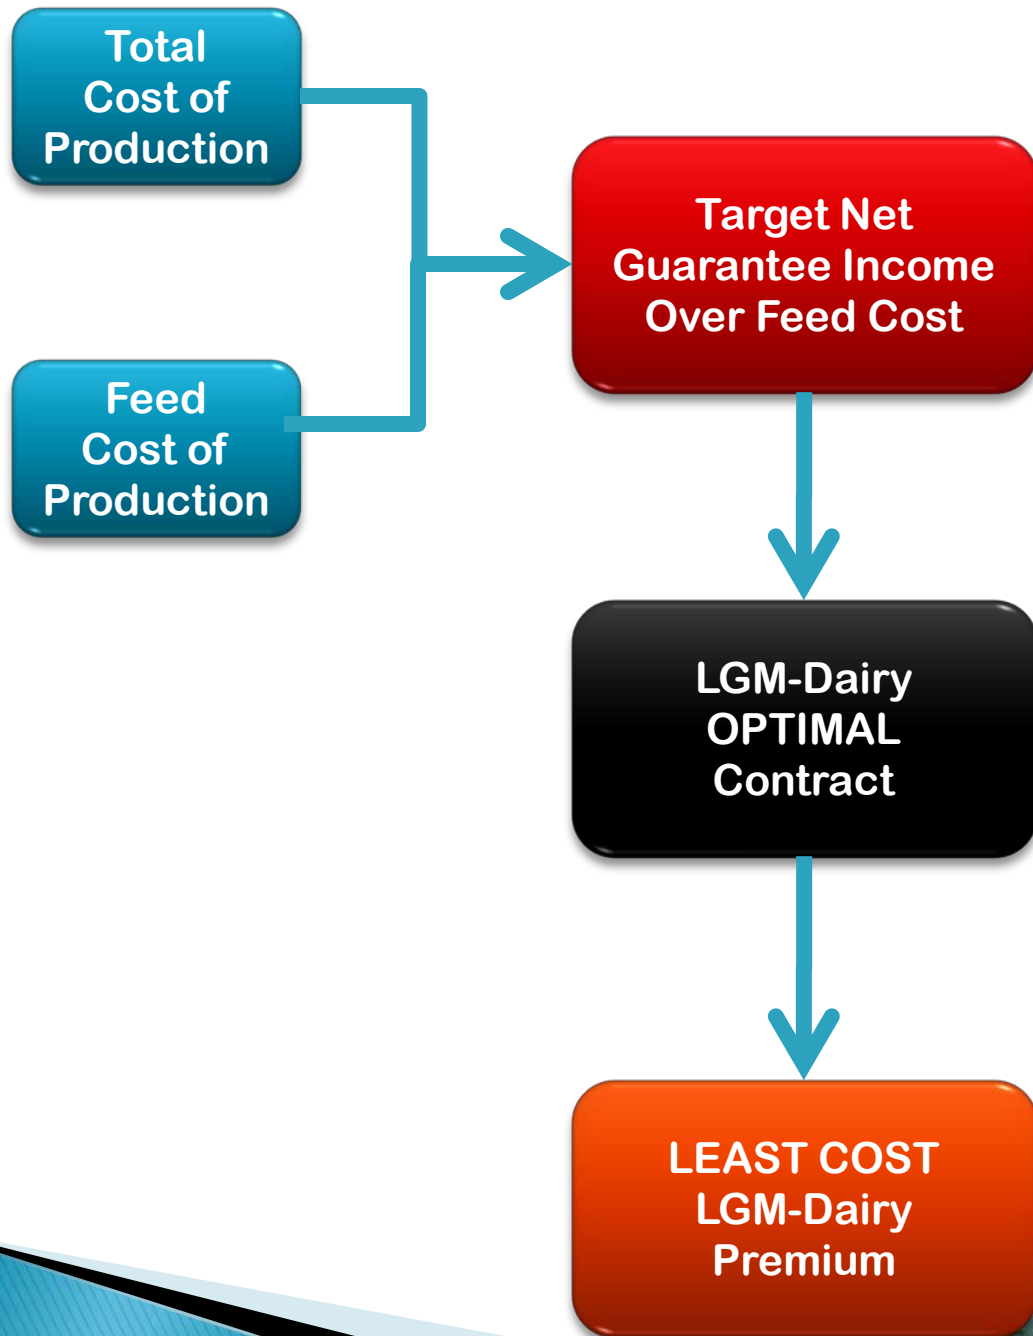 Total
Cost of
Production
Target Net
Guarantee Income
Over Feed Cost
Feed
Cost of
Production
LGM-Dairy
OPTIMAL
Contract
LEAST COST
LGM-Dairy
Premium